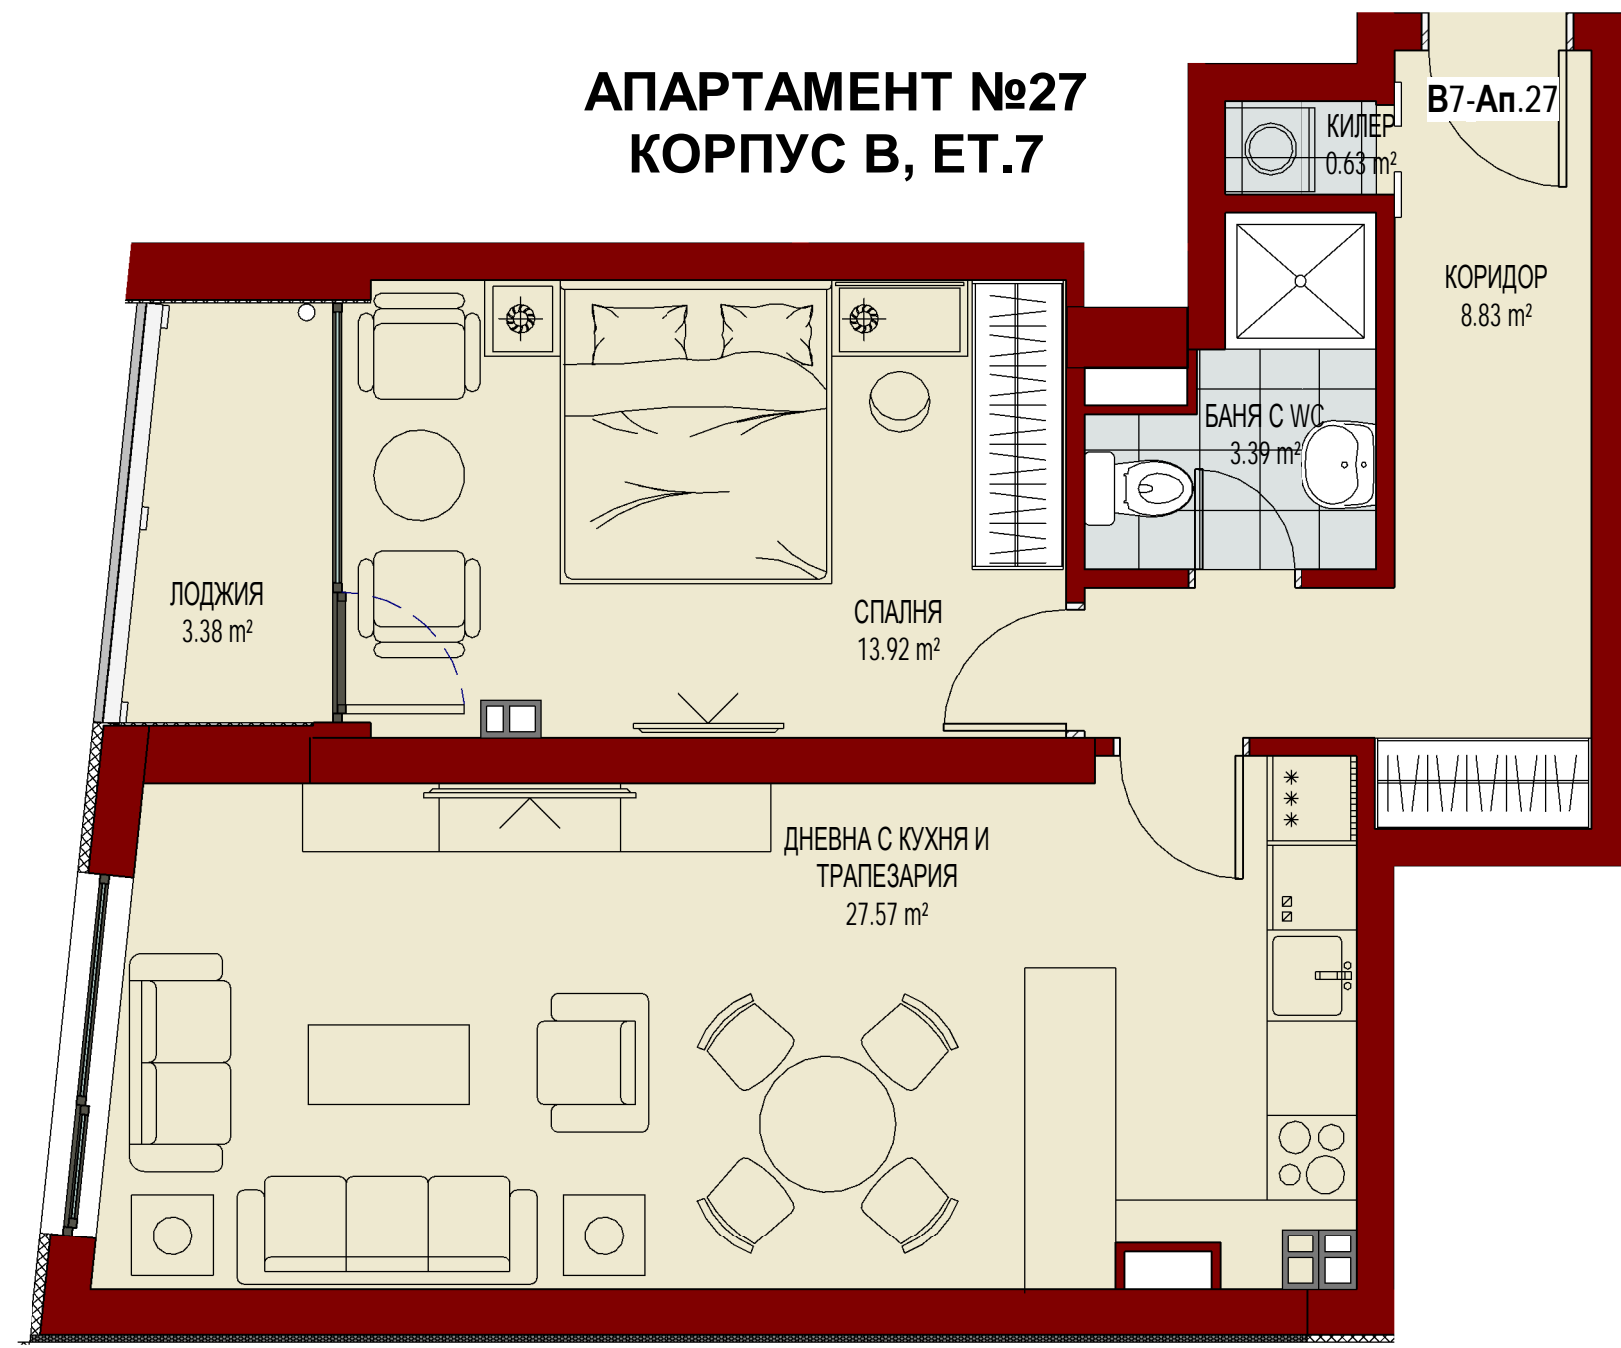 АПАРТАМЕНТ №27
КОРПУС В, ЕТ.7
В7-Ап.27
КИЛЕР
0.63 m²
КОРИДОР
8.83 m²
БАНЯ С WC
3.39 m²
ЛОДЖИЯ
3.38 m²
СПАЛНЯ
13.92 m²
ДНЕВНА С КУХНЯ И
ТРАПЕЗАРИЯ
27.57 m²